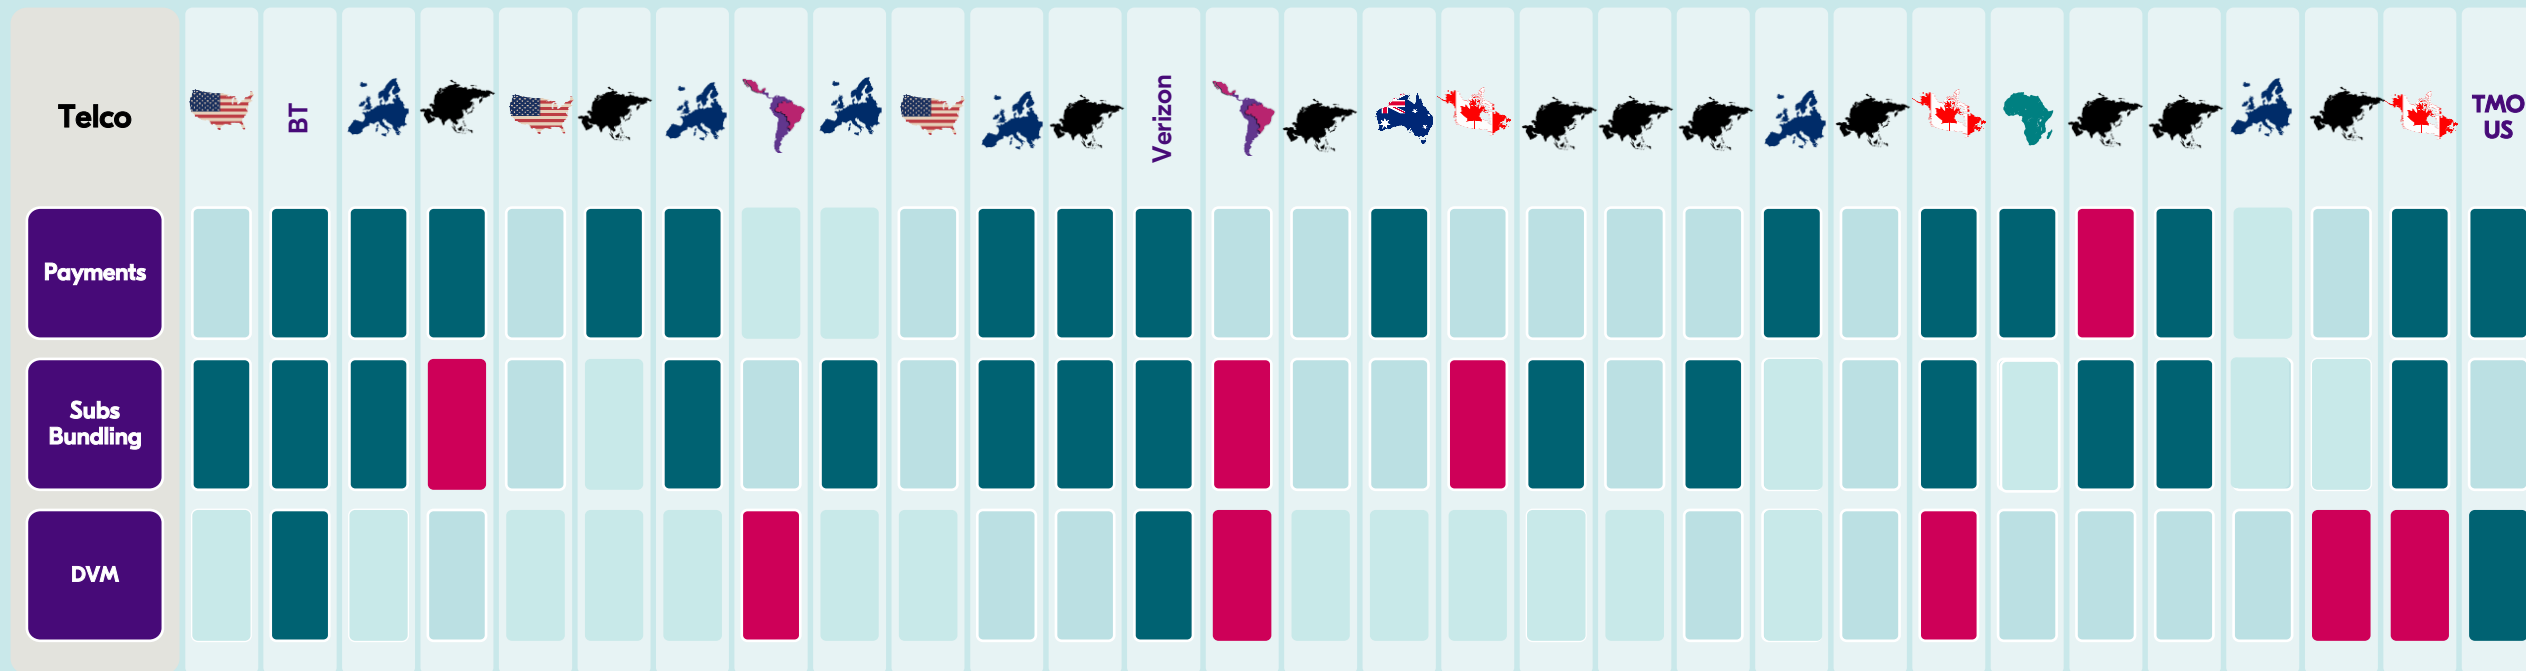 Telco
BT
Verizon
TMO
US
Payments
Subs
Bundling
DVM